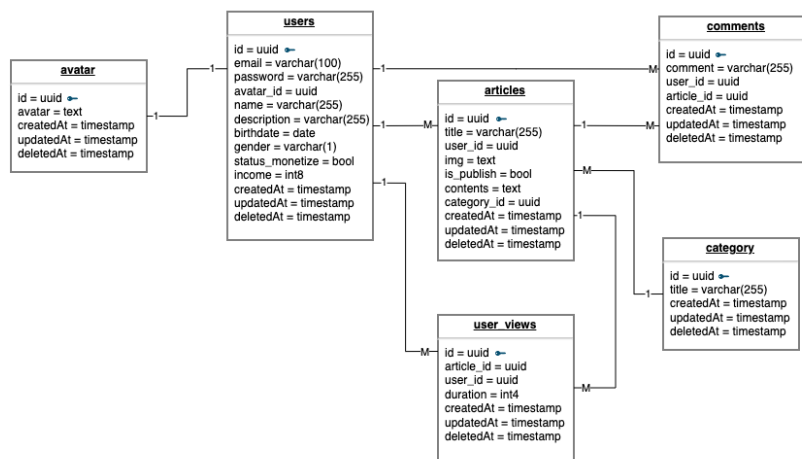 avatar
id = uuid
avatar = text
createdAt = timestamp
updatedAt = timestamp
deletedAt = timestamp
1
1
users
id = uuid
email = varchar(100)
password = varchar(255)
avatar_id = uuid
name = varchar(255)
description = varchar(255)
birthdate = date
gender = varchar(1)
status_monetize = bool
income = int8
createdAt = timestamp
updatedAt = timestamp
deletedAt = timestamp
1
M
1
M
1
M
articles
id = uuid
title = varchar(255)
user_id = uuid
img = text
is_publish = bool
contents = text
category_id = uuid
createdAt = timestamp
updatedAt = timestamp
deletedAt = timestamp
1
M
M
1
1
M
user_views
id = uuid
article_id = uuid
user_id = uuid
duration = int4
createdAt = timestamp
updatedAt = timestamp
deletedAt = timestamp
comments
id = uuid
comment = varchar(255)
user_id = uuid
article_id = uuid
createdAt = timestamp
updatedAt = timestamp
deletedAt = timestamp
category
id = uuid
title = varchar(255)
createdAt = timestamp
updatedAt = timestamp
deletedAt = timestamp